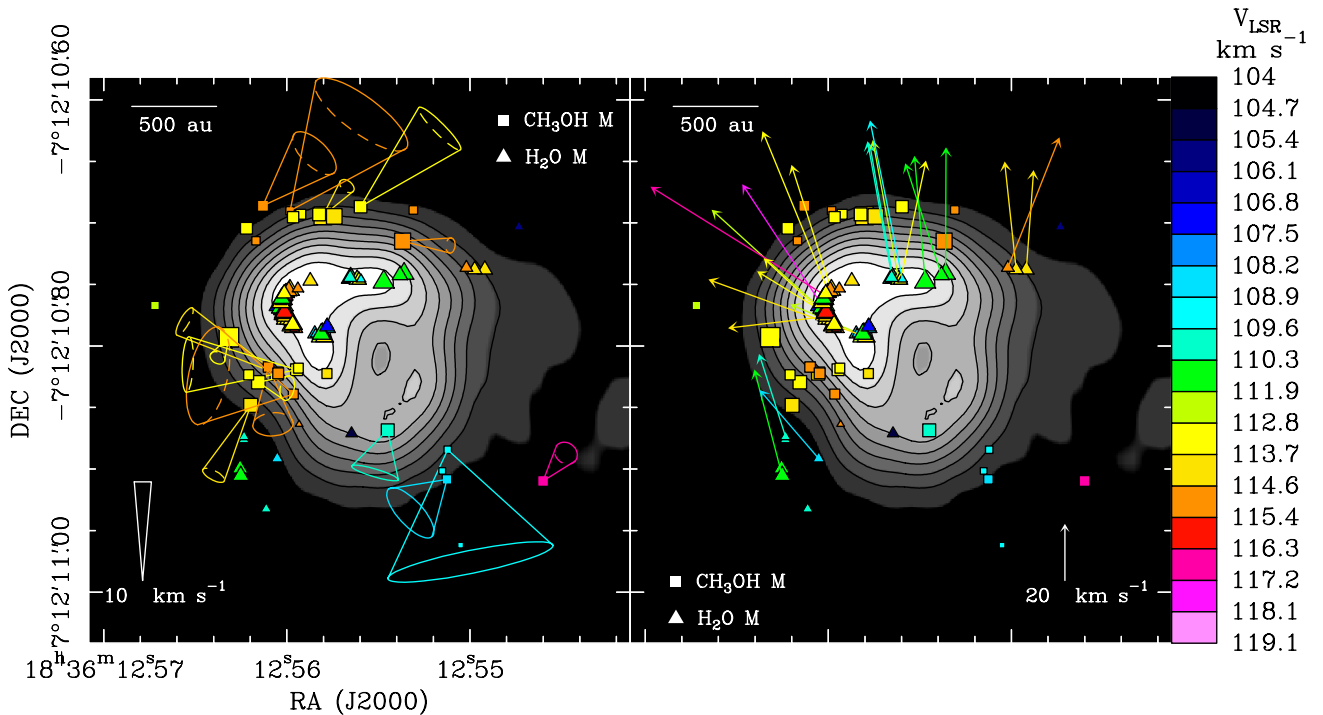 V_LSR
km s⁻¹
500 au
CH₃OH M
H₂O M
10 km s⁻¹
500 au
CH₃OH M
H₂O M
20 km s⁻¹
104
104.7
105.4
106.1
106.8
107.5
108.2
108.9
109.6
110.3
111.9
112.8
113.7
114.6
115.4
116.3
117.2
118.1
119.1
DEC (J2000)
−7°12'10."60
−7°12'10."80
−7°12'11."00
18ʰ36ᵐ12ˢ.57
12ˢ.56
12ˢ.55
RA (J2000)